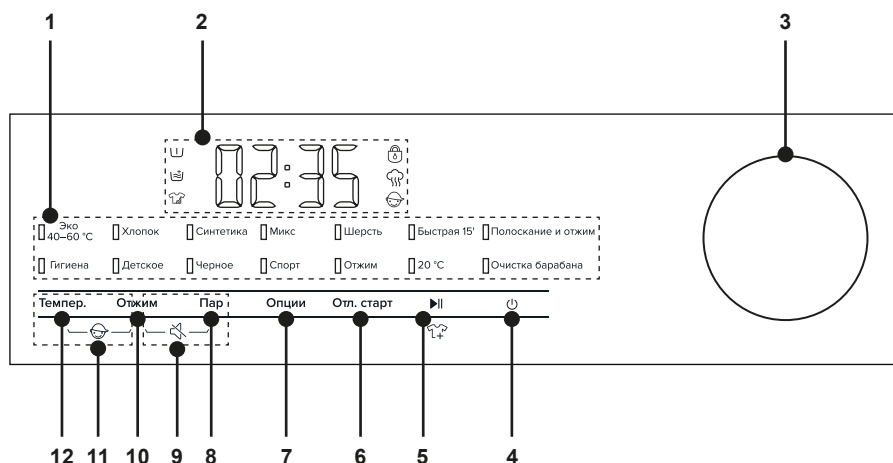 1 2 3
02:35
Эко
40–60 °C Хлопок Синтетика Микс Шерсть Быстрая 15' Полоскание и отжим
Гигиена Детское Черное Спорт Отжим 20 °C Очистка барабана
Темпер. Отжим Пар Опции Отл. старт
12 11 10 9 8 7 6 5 4